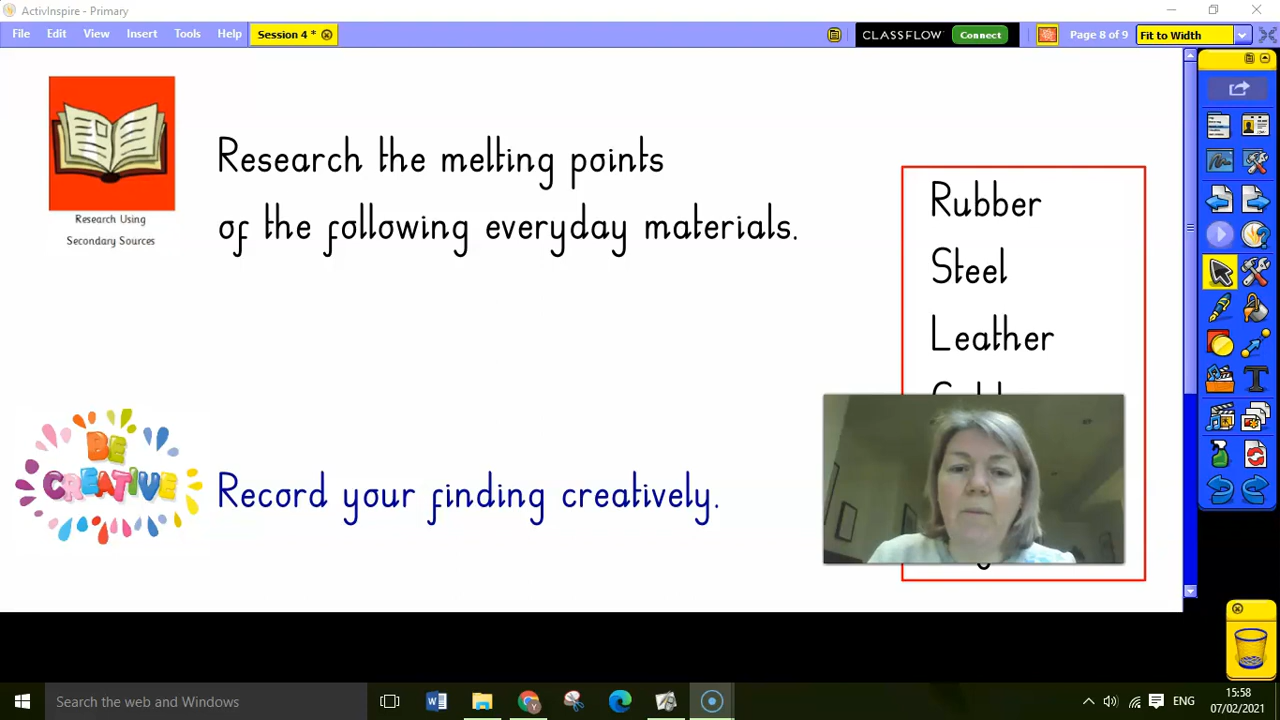 ActivInspire - Primary
File Edit View Insert Tools Help Session 4 *
CLASSFLOW Connect Page 8 of 9 Fit to Width
Research the melting points
of the following everyday materials.
Research Using
Secondary Sources
Rubber
Steel
Leather
BE
CREATIVE
Record your finding creatively.
Search the web and Windows
ENG
15:58
07/02/2021